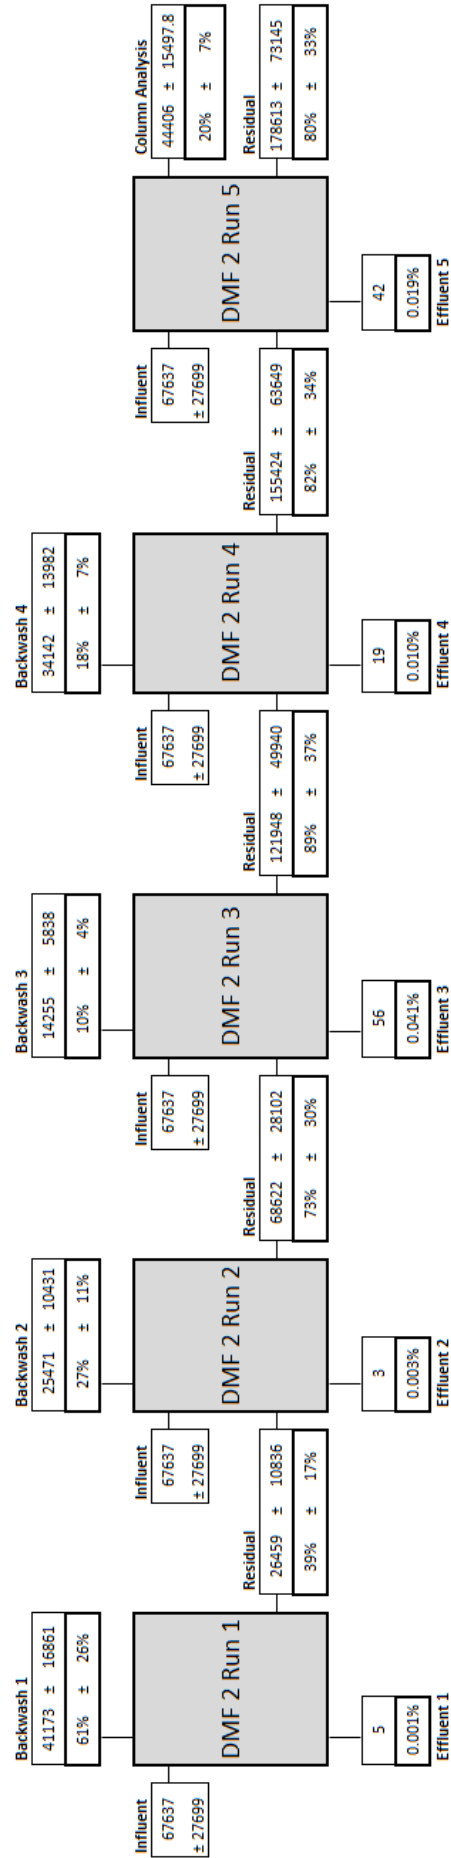 Backwash 1
41173 ± 16861
61% ± 26%
Influent
67637
± 27699
DMF 2 Run 1
5
0.001%
Effluent 1
Residual
26459 ± 10836
39% ± 17%
Backwash 2
25471 ± 10431
27% ± 11%
Influent
67637
± 27699
DMF 2 Run 2
3
0.003%
Effluent 2
Residual
68622 ± 28102
73% ± 30%
Backwash 3
14255 ± 5838
10% ± 4%
Influent
67637
± 27699
DMF 2 Run 3
56
0.041%
Effluent 3
Residual
121948 ± 49940
89% ± 37%
Backwash 4
34142 ± 13982
18% ± 7%
Influent
67637
± 27699
DMF 2 Run 4
19
0.010%
Effluent 4
Residual
155424 ± 63649
82% ± 34%
Influent
67637
± 27699
DMF 2 Run 5
42
0.019%
Effluent 5
Column Analysis
44406 ± 15497.8
20% ± 7%
Residual
178613 ± 73145
80% ± 33%